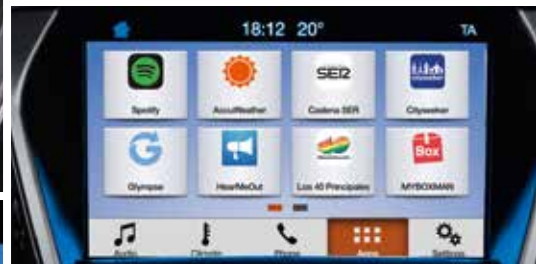 18:12 20° TA
SER
Box
Spotify AccuWeather Cadena SER Cityseeker
Glympse HearMeOut Los 40 Principales MYBOXMAN
Audio Climate Phone Apps Settings